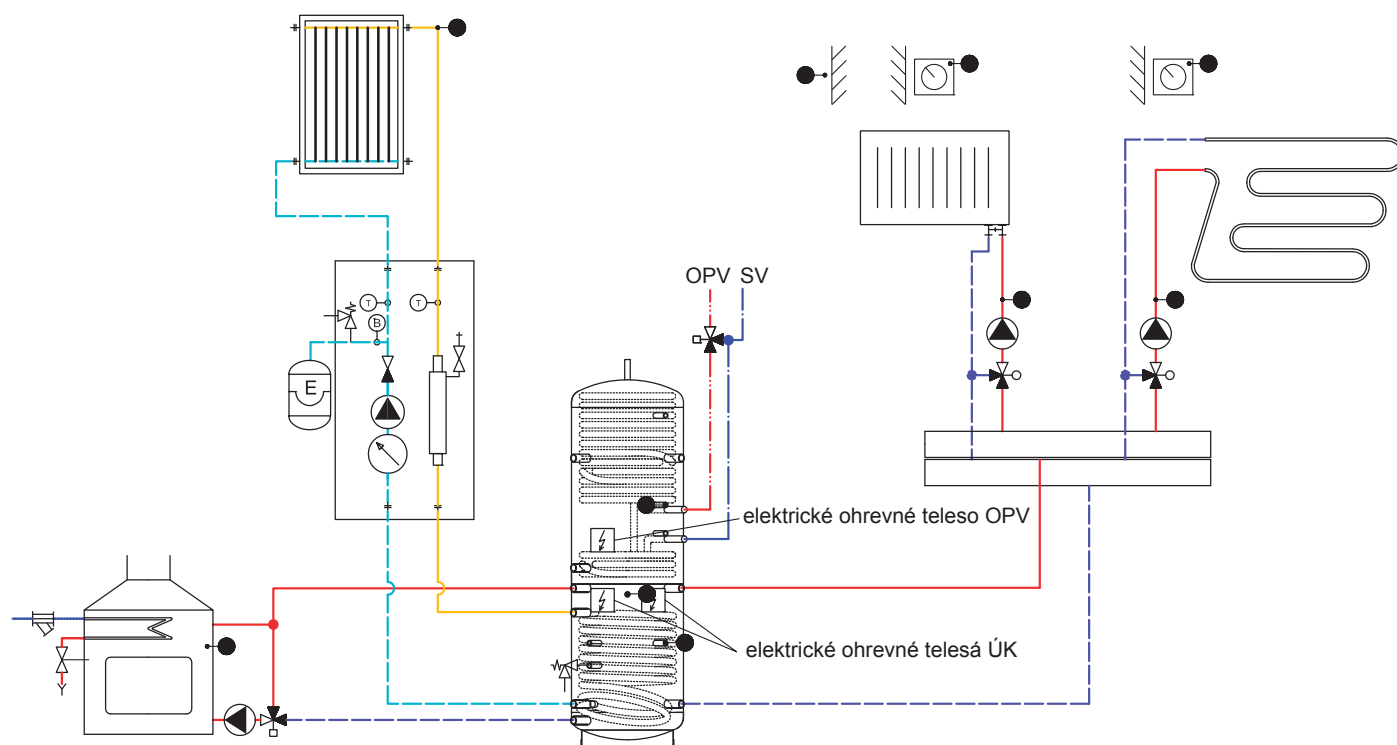 OPV SV
T T
B
E
elektrické ohrevné teleso OPV
elektrické ohrevné telesá ÚK